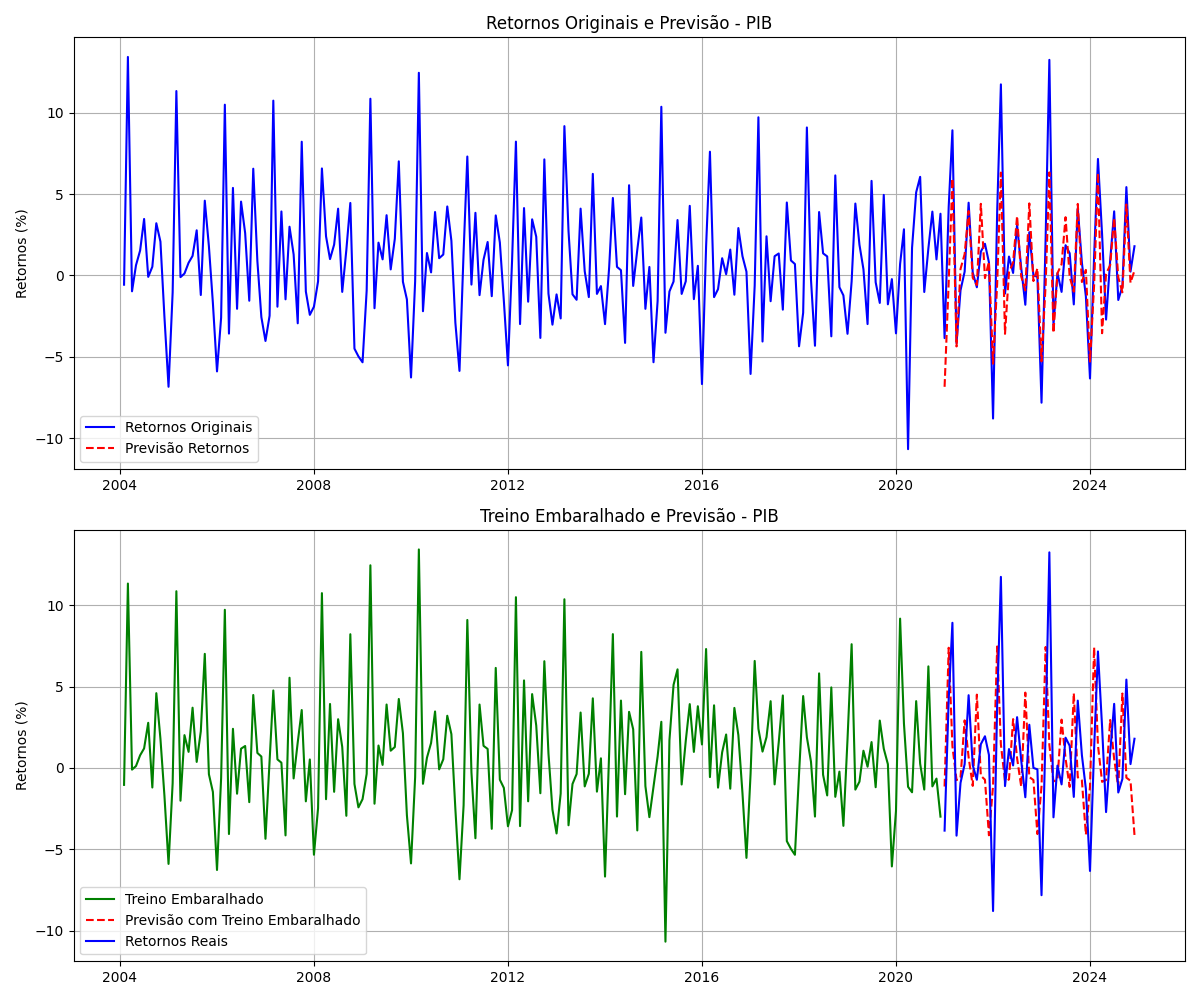 Retornos Originais e Previsão - PIB
Retornos (%)
10
5
0
−5
−10
Retornos Originais
Previsão Retornos
2004 2008 2012 2016 2020 2024
Treino Embaralhado e Previsão - PIB
Retornos (%)
10
5
0
−5
−10
Treino Embaralhado
Previsão com Treino Embaralhado
Retornos Reais
2004 2008 2012 2016 2020 2024